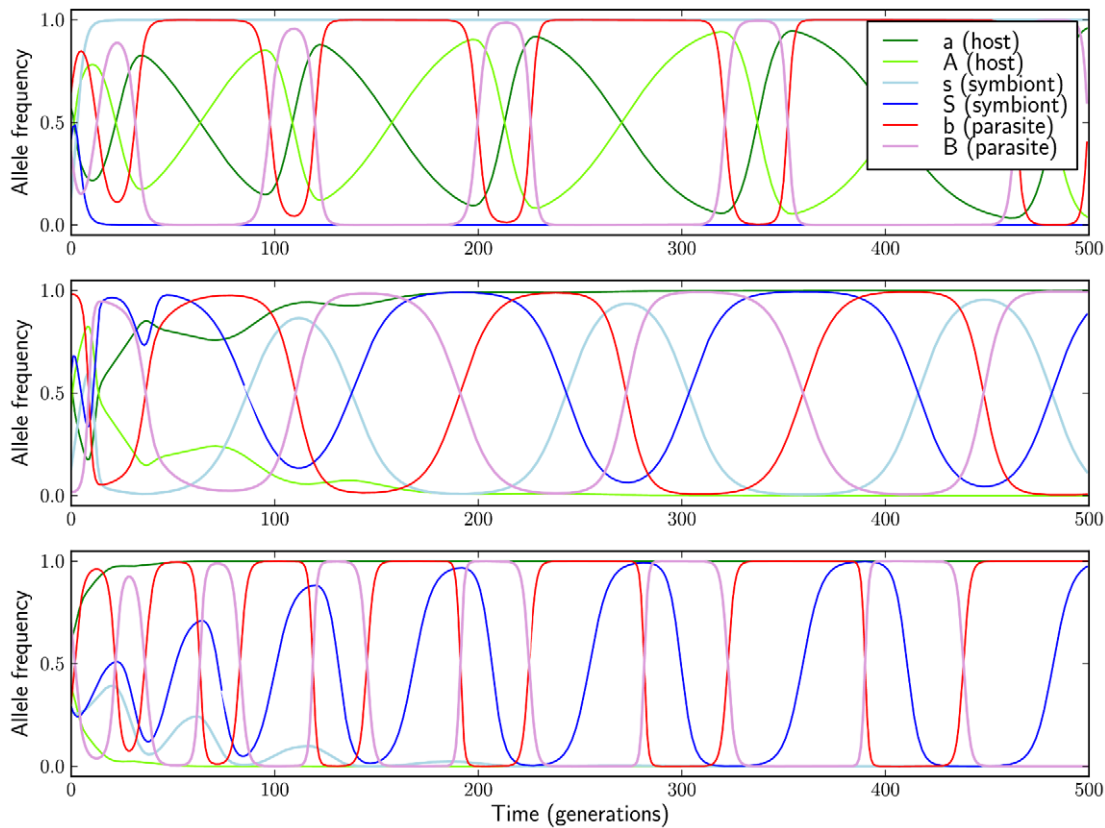 1.0
Allele frequency
0.5
0.0
0 100 200 300 400 500
a (host)
A (host)
s (symbiont)
S (symbiont)
b (parasite)
B (parasite)
1.0
Allele frequency
0.5
0.0
0 100 200 300 400 500
1.0
Allele frequency
0.5
0.0
0 100 200 300 400 500
Time (generations)